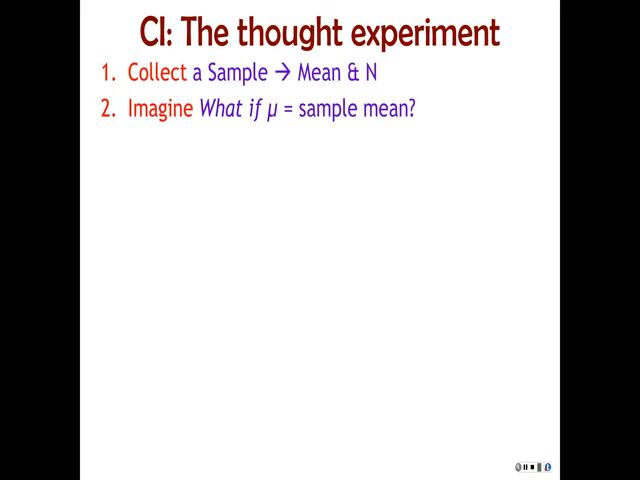 CI: The thought experiment
1. Collect a Sample → Mean & N
2. Imagine What if μ = sample mean?